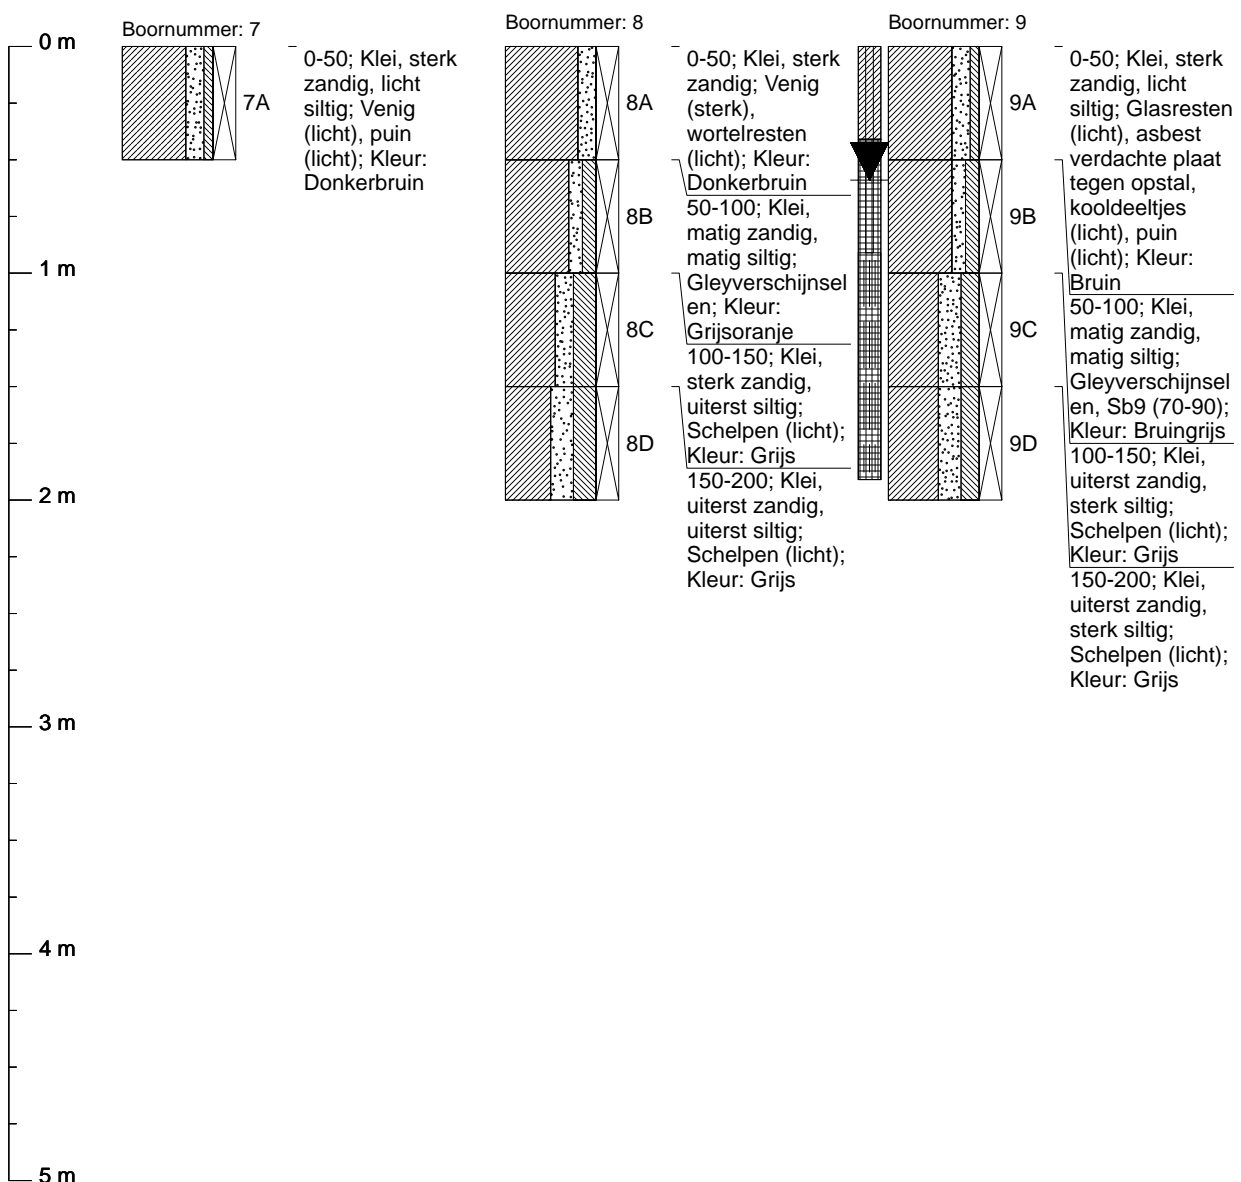 0 m
1 m
2 m
3 m
4 m
5 m
Boornummer: 7
7A
0-50; Klei, sterk
zandig, licht
siltig; Venig
(licht), puin
(licht); Kleur:
Donkerbruin
Boornummer: 8
8A
8B
8C
8D
0-50; Klei, sterk
zandig; Venig
(sterk),
wortelresten
(licht); Kleur:
Donkerbruin
50-100; Klei,
matig zandig,
matig siltig;
Gleyverschijnsel
en; Kleur:
Grijsoranje
100-150; Klei,
sterk zandig,
uiterst siltig;
Schelpen (licht);
Kleur: Grijs
150-200; Klei,
uiterst zandig,
uiterst siltig;
Schelpen (licht);
Kleur: Grijs
Boornummer: 9
9A
9B
9C
9D
0-50; Klei, sterk
zandig, licht
siltig; Glasresten
(licht), asbest
verdachte plaat
tegen opstal,
kooldeeltjes
(licht), puin
(licht); Kleur:
Bruin
50-100; Klei,
matig zandig,
matig siltig;
Gleyverschijnsel
en, Sb9 (70-90);
Kleur: Bruingrijs
100-150; Klei,
uiterst zandig,
sterk siltig;
Schelpen (licht);
Kleur: Grijs
150-200; Klei,
uiterst zandig,
sterk siltig;
Schelpen (licht);
Kleur: Grijs